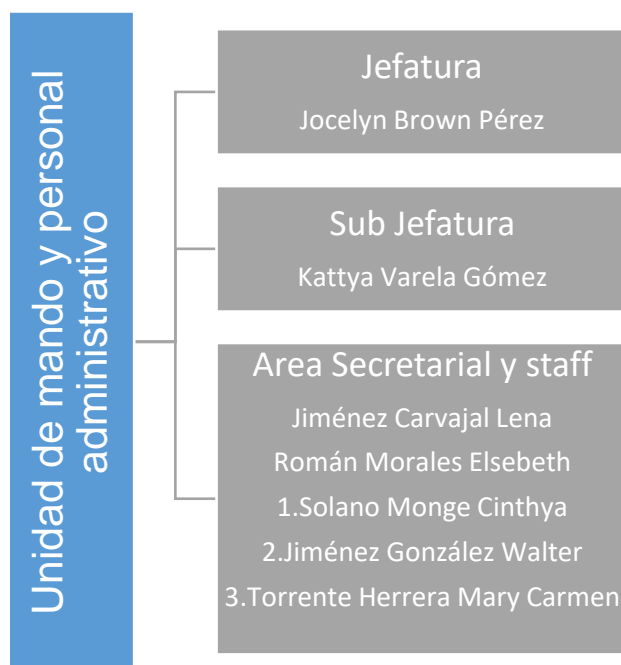 Unidad de mando y personal
administrativo
Jefatura
Jocelyn Brown Pérez
Sub Jefatura
Kattya Varela Gómez
Area Secretarial y staff
Jiménez Carvajal Lena
Román Morales Elsebeth
1.Solano Monge Cinthya
2.Jiménez González Walter
3.Torrente Herrera Mary Carmen